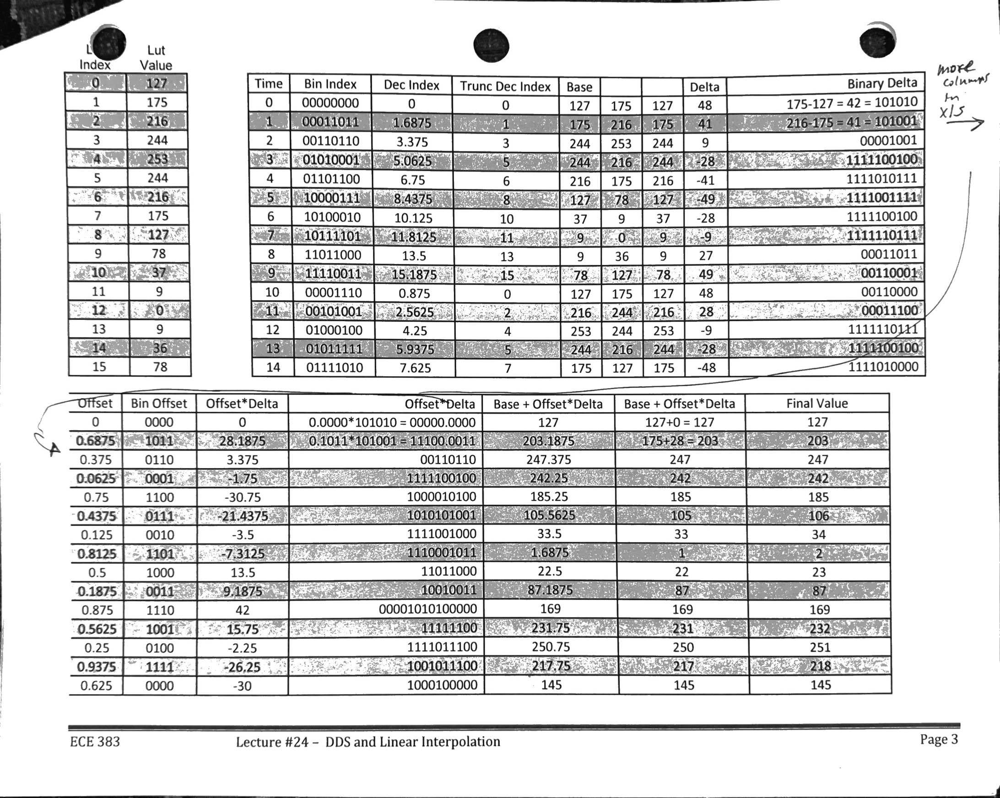 Lut
Index Value
0 127
1 175
2 216
3 244
4 253
5 244
6 216
7 175
8 127
9 78
10 37
11 9
12 0
13 9
14 36
15 78
Time Bin Index Dec Index Trunc Dec Index Base Delta Binary Delta
0 00000000 0 0 127 175 127 48 175-127 = 42 = 101010
1 00011011 1.6875 1 175 216 175 41 216-175 = 41 = 101001
2 00110110 3.375 3 244 253 244 9 00001001
3 01010001 5.0625 5 244 216 244 -28 1111100100
4 01101100 6.75 6 216 175 216 -41 1111010111
5 10000111 8.4375 8 127 78 127 -49 1111001111
6 10100010 10.125 10 37 9 37 -28 1111100100
7 10111101 11.8125 11 9 0 9 -9 1111110111
8 11011000 13.5 13 9 36 9 27 00011011
9 11110011 15.1875 15 78 127 78 49 00110001
10 00001110 0.875 0 127 175 127 48 00110000
11 00101001 2.5625 2 216 244 216 28 00011100
12 01000100 4.25 4 253 244 253 -9 1111110111
13 01011111 5.9375 5 244 216 244 -28 1111100100
14 01111010 7.625 7 175 127 175 -48 1111010000
more
columns
in
xls
Offset Bin Offset Offset*Delta Offset*Delta Base + Offset*Delta Base + Offset*Delta Final Value
0 0000 0 0.0000*101010 = 00000.0000 127 127+0 = 127 127
0.6875 1011 28.1875 0.1011*101001 = 11100.0011 203.1875 175+28 = 203 203
0.375 0110 3.375 00110110 247.375 247 247
0.0625 0001 -1.75 1111100100 242.25 242 242
0.75 1100 -30.75 1000010100 185.25 185 185
0.4375 0111 -21.4375 1010101001 105.5625 105 106
0.125 0010 -3.5 1111001000 33.5 33 34
0.8125 1101 -7.3125 1110001011 1.6875 1 2
0.5 1000 13.5 11011000 22.5 22 23
0.1875 0011 9.1875 10010011 87.1875 87 87
0.875 1110 42 00001010100000 169 169 169
0.5625 1001 15.75 11111100 231.75 231 232
0.25 0100 -2.25 1111011100 250.75 250 251
0.9375 1111 -26.25 1001011100 217.75 217 218
0.625 0000 -30 1000100000 145 145 145
ECE 383 Lecture #24 – DDS and Linear Interpolation Page 3